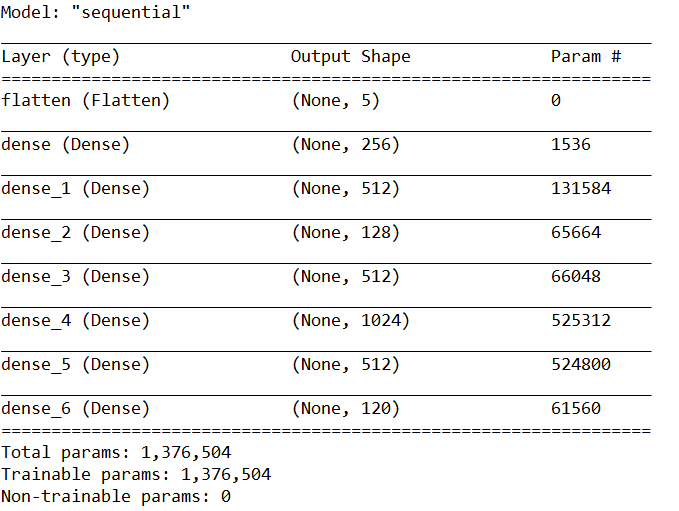 Model: "sequential"
Layer (type) Output Shape Param #
flatten (Flatten) (None, 5) 0
dense (Dense) (None, 256) 1536
dense_1 (Dense) (None, 512) 131584
dense_2 (Dense) (None, 128) 65664
dense_3 (Dense) (None, 512) 66048
dense_4 (Dense) (None, 1024) 525312
dense_5 (Dense) (None, 512) 524800
dense_6 (Dense) (None, 120) 61560
Total params: 1,376,504
Trainable params: 1,376,504
Non-trainable params: 0